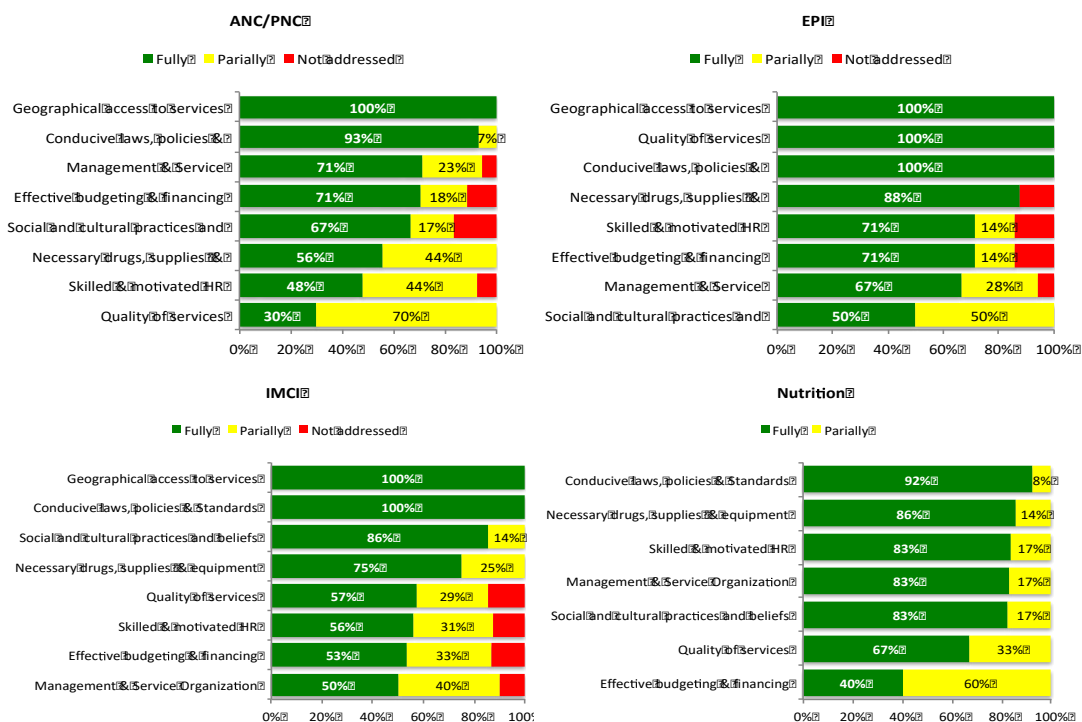 ANC/PNC
Fully Parially Not addressed
Geographical access to services 100%
Conducive laws, policies & 93% 7%
Management & Service 71% 23%
Effective budgeting & financing 71% 18%
Social and cultural practices and 67% 17%
Necessary drugs, supplies & 56% 44%
Skilled & motivated HR 48% 44%
Quality of services 30% 70%
0% 20% 40% 60% 80% 100%
EPI
Fully Parially Not addressed
Geographical access to services 100%
Quality of services 100%
Conducive laws, policies & 100%
Necessary drugs, supplies & 88%
Skilled & motivated HR 71% 14%
Effective budgeting & financing 71% 14%
Management & Service 67% 28%
Social and cultural practices and 50% 50%
0% 20% 40% 60% 80% 100%
IMCI
Fully Parially Not addressed
Geographical access to services 100%
Conducive laws, policies & Standards 100%
Social and cultural practices and beliefs 86% 14%
Necessary drugs, supplies & equipment 75% 25%
Quality of services 57% 29%
Skilled & motivated HR 56% 31%
Effective budgeting & financing 53% 33%
Management & Service Organization 50% 40%
0% 20% 40% 60% 80% 100%
Nutrition
Fully Parially
Conducive laws, policies & Standards 92% 8%
Necessary drugs, supplies & equipment 86% 14%
Skilled & motivated HR 83% 17%
Management & Service Organization 83% 17%
Social and cultural practices and beliefs 83% 17%
Quality of services 67% 33%
Effective budgeting & financing 40% 60%
0% 20% 40% 60% 80% 100%